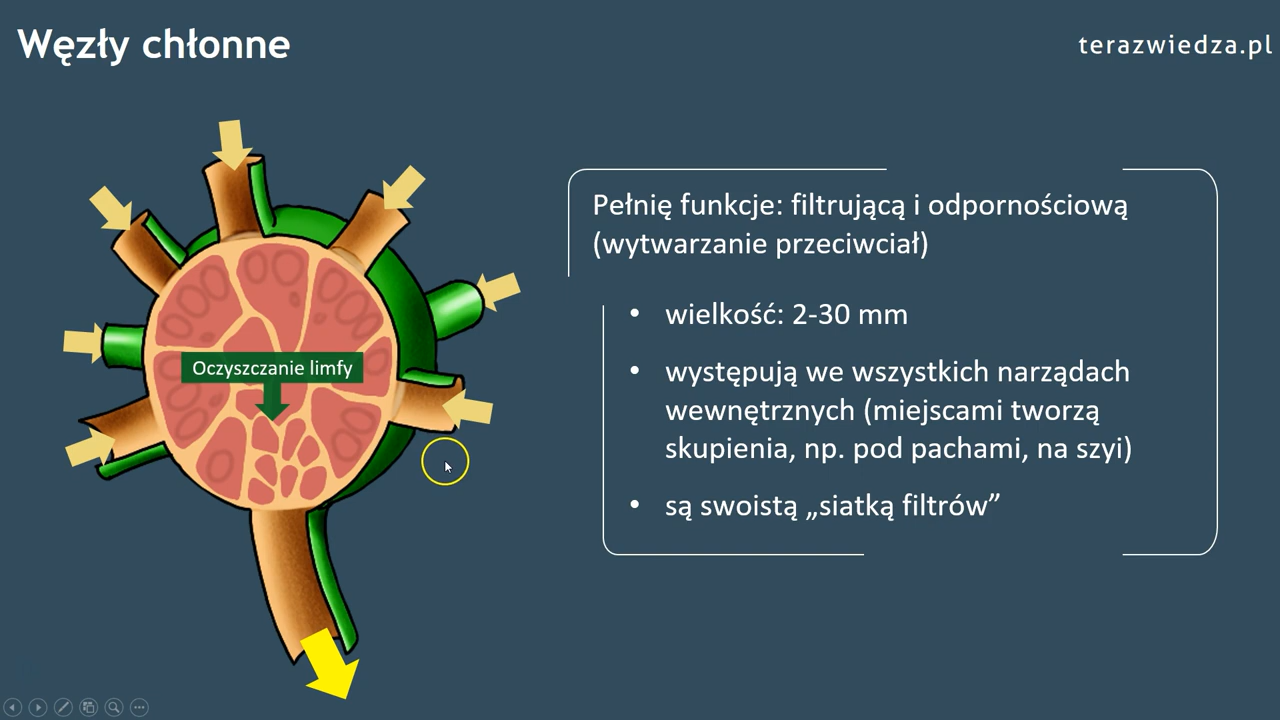 Węzły chłonne
terazwiedza.pl
Oczyszczanie limfy
Pełnię funkcje: filtrującą i odpornościową
(wytwarzanie przeciwciał)
• wielkość: 2-30 mm
• występują we wszystkich narządach
wewnętrznych (miejscami tworzą
skupienia, np. pod pachami, na szyi)
• są swoistą „siatką filtrów”